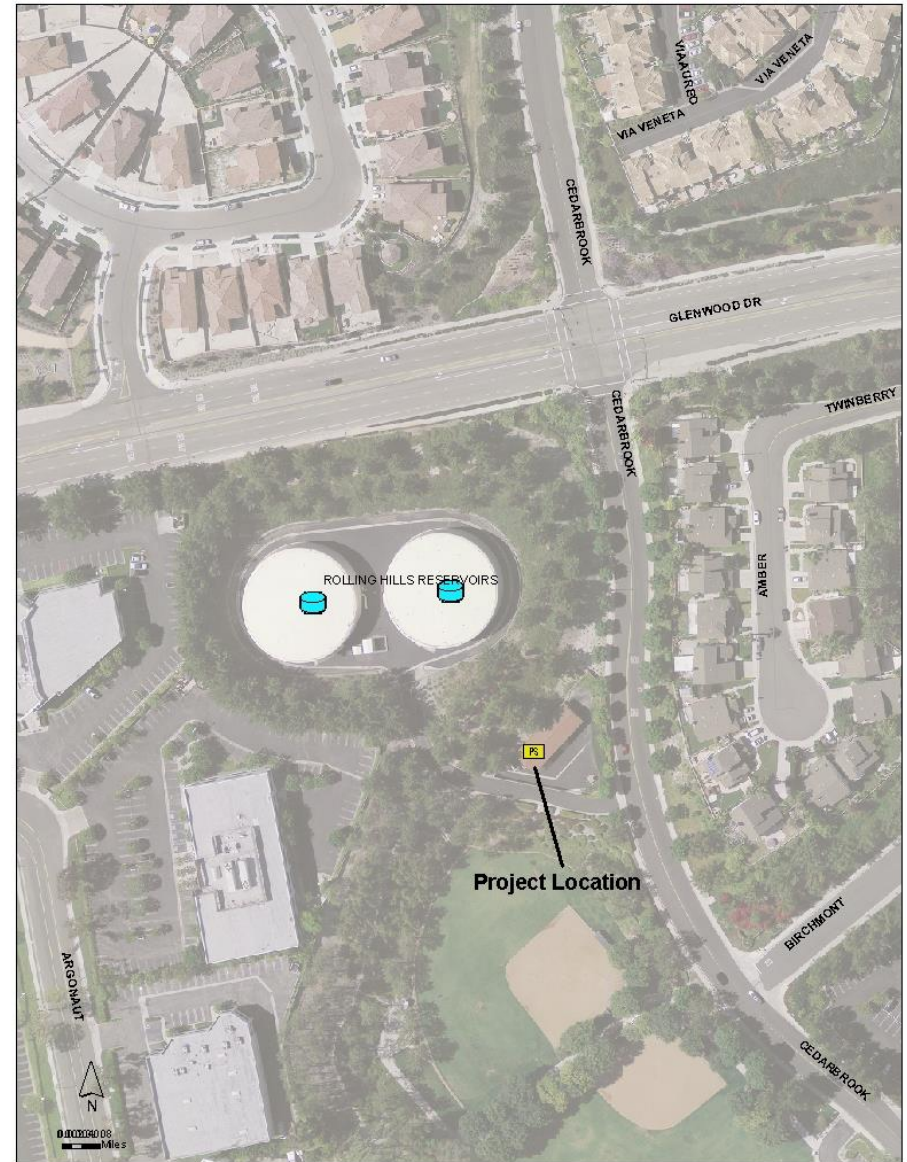 VIA VENETA
VIA AUREO
VIA VENETA
CEDARBROOK
GLENWOOD DR
CEDARBROOK
TWINBERRY
ROLLING HILLS RESERVOIRS
AMBER
PS
Project Location
BIRCHMONT
ARGONAUT
CEDARBROOK
N
Miles